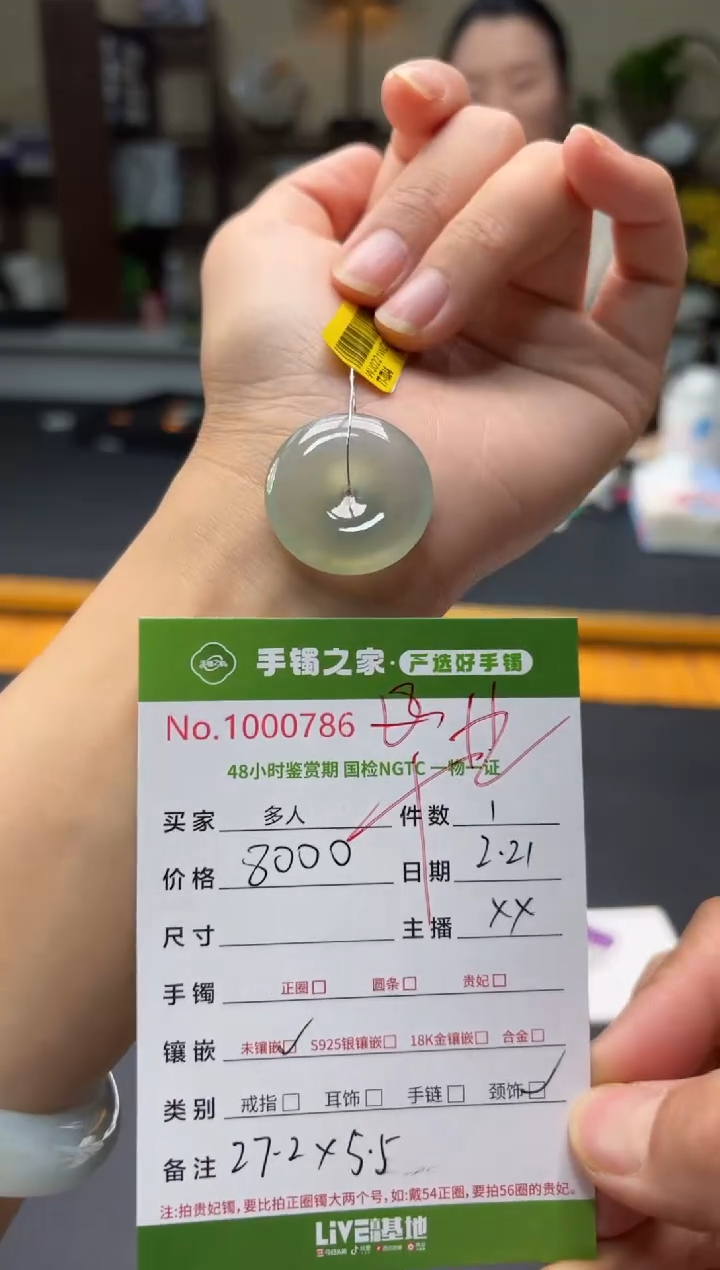 手镯之家·严选好手镯
No.1000786
48小时鉴赏期 国检NGTC 一物一证
买家 多人 件数 1
价格 8000 日期 2.21
尺寸 主播 XX
手镯 正圈□ 圆条□ 贵妃□
镶嵌 未镶嵌☑ S925银镶嵌□ 18K金镶嵌□ 合金□
类别 戒指□ 耳饰□ 手链□ 颈饰☑
备注 27.2×5.5
注:拍贵妃镯,要比拍正圈镯大两个号,如:戴54正圈,要拍56圈的贵妃。
LiVE基地